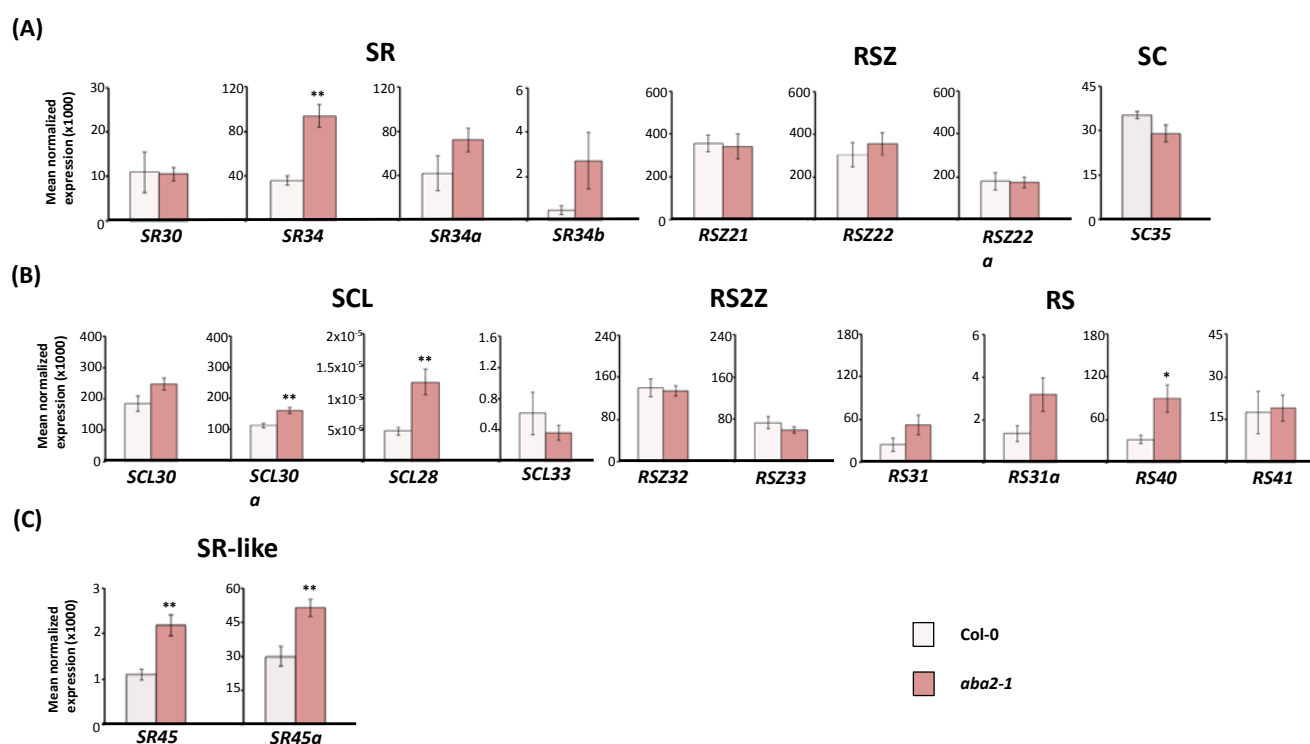 (A)
SR
RSZ
SC
Mean normalized
expression (x1000)
30
20
10
0
SR30
120
80
40
SR34
**
120
80
40
SR34a
6
4
2
SR34b
600
400
200
0
RSZ21
600
400
200
RSZ22
600
400
200
RSZ22
a
45
30
15
0
SC35
(B)
SCL
RS2Z
RS
Mean normalized
expression (x1000)
400
300
200
100
0
SCL30
400
300
200
100
**
SCL30
a
2x10-5
1.5x10-5
1x10-5
5x10-6
**
SCL28
1.6
1.2
0.8
0.4
SCL33
240
160
80
0
RSZ32
240
160
80
RSZ33
180
120
60
0
RS31
6
4
2
RS31a
180
120
60
*
RS40
45
30
15
RS41
(C)
SR-like
Mean normalized
expression (x1000)
3
2
1
0
**
SR45
60
45
30
15
**
SR45a
Col-0
aba2-1